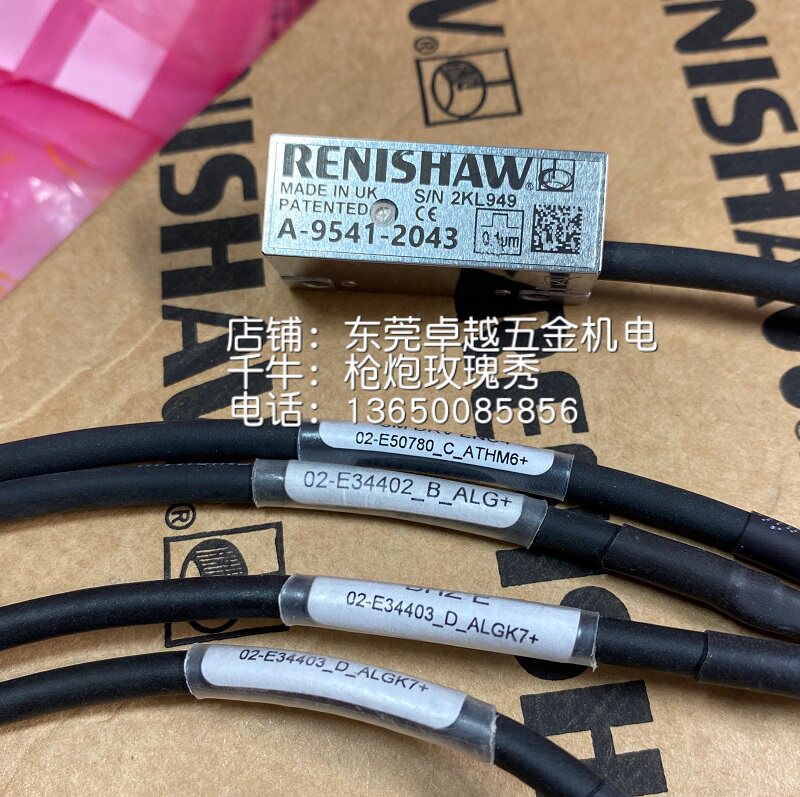 RENISHAW
MADE IN UK S/N 2KL949
PATENTED CE
A-9541-2043 0.1µm
店铺：东莞卓越五金机电
千牛：枪炮玫瑰秀
电话：13650085856
02-E50780_C_ATHM6+
02-E34402_B_ALG+
02-E34403_D_ALGK7+
02-E34403_D_ALGK7+